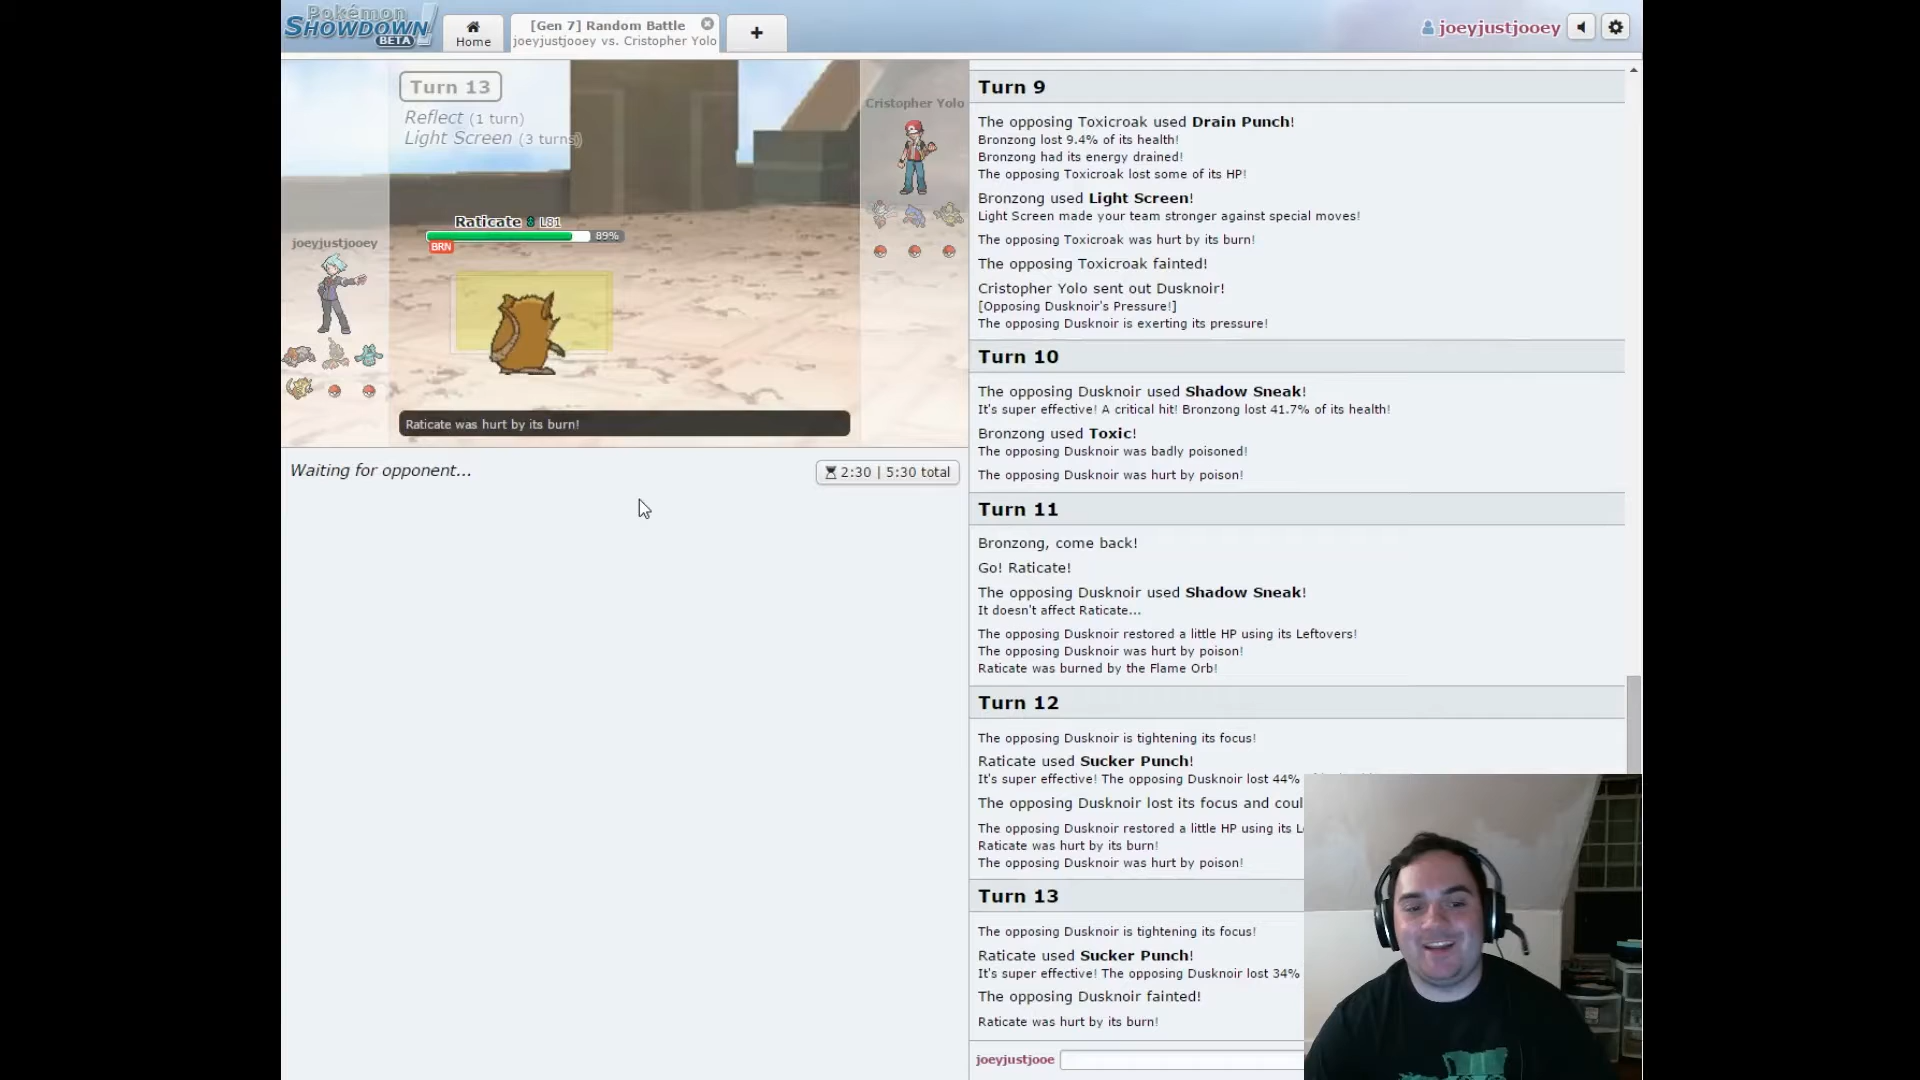 Pokémon
SHOWDOWN!
BETA
Home
[Gen 7] Random Battle
joeyjustjooey vs. Cristopher Yolo
+
joeyjustjooey
Turn 13
Reflect (1 turn)
Light Screen (3 turns)
Cristopher Yolo
Raticate L81
89%
BRN
joeyjustjooey
Raticate was hurt by its burn!
Waiting for opponent...
2:30 | 5:30 total
Turn 9
The opposing Toxicroak used Drain Punch!
Bronzong lost 9.4% of its health!
Bronzong had its energy drained!
The opposing Toxicroak lost some of its HP!
Bronzong used Light Screen!
Light Screen made your team stronger against special moves!
The opposing Toxicroak was hurt by its burn!
The opposing Toxicroak fainted!
Cristopher Yolo sent out Dusknoir!
[Opposing Dusknoir's Pressure!]
The opposing Dusknoir is exerting its pressure!
Turn 10
The opposing Dusknoir used Shadow Sneak!
It's super effective! A critical hit! Bronzong lost 41.7% of its health!
Bronzong used Toxic!
The opposing Dusknoir was badly poisoned!
The opposing Dusknoir was hurt by poison!
Turn 11
Bronzong, come back!
Go! Raticate!
The opposing Dusknoir used Shadow Sneak!
It doesn't affect Raticate...
The opposing Dusknoir restored a little HP using its Leftovers!
The opposing Dusknoir was hurt by poison!
Raticate was burned by the Flame Orb!
Turn 12
The opposing Dusknoir is tightening its focus!
Raticate used Sucker Punch!
It's super effective! The opposing Dusknoir lost 44%
The opposing Dusknoir lost its focus and coul
The opposing Dusknoir restored a little HP using its L
Raticate was hurt by its burn!
The opposing Dusknoir was hurt by poison!
Turn 13
The opposing Dusknoir is tightening its focus!
Raticate used Sucker Punch!
It's super effective! The opposing Dusknoir lost 34%
The opposing Dusknoir fainted!
Raticate was hurt by its burn!
joeyjustjooe